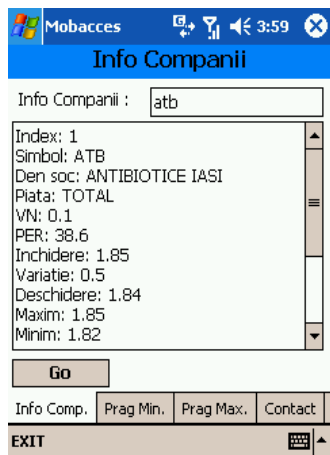 Mobacces G 3:59
Info Companii
Info Companii : atb
Index: 1
Simbol: ATB
Den soc: ANTIBIOTICE IASI
Piata: TOTAL
VN: 0.1
PER: 38.6
Inchidere: 1.85
Variatie: 0.5
Deschidere: 1.84
Maxim: 1.85
Minim: 1.82
Go
Info Comp. Prag Min. Prag Max. Contact
EXIT